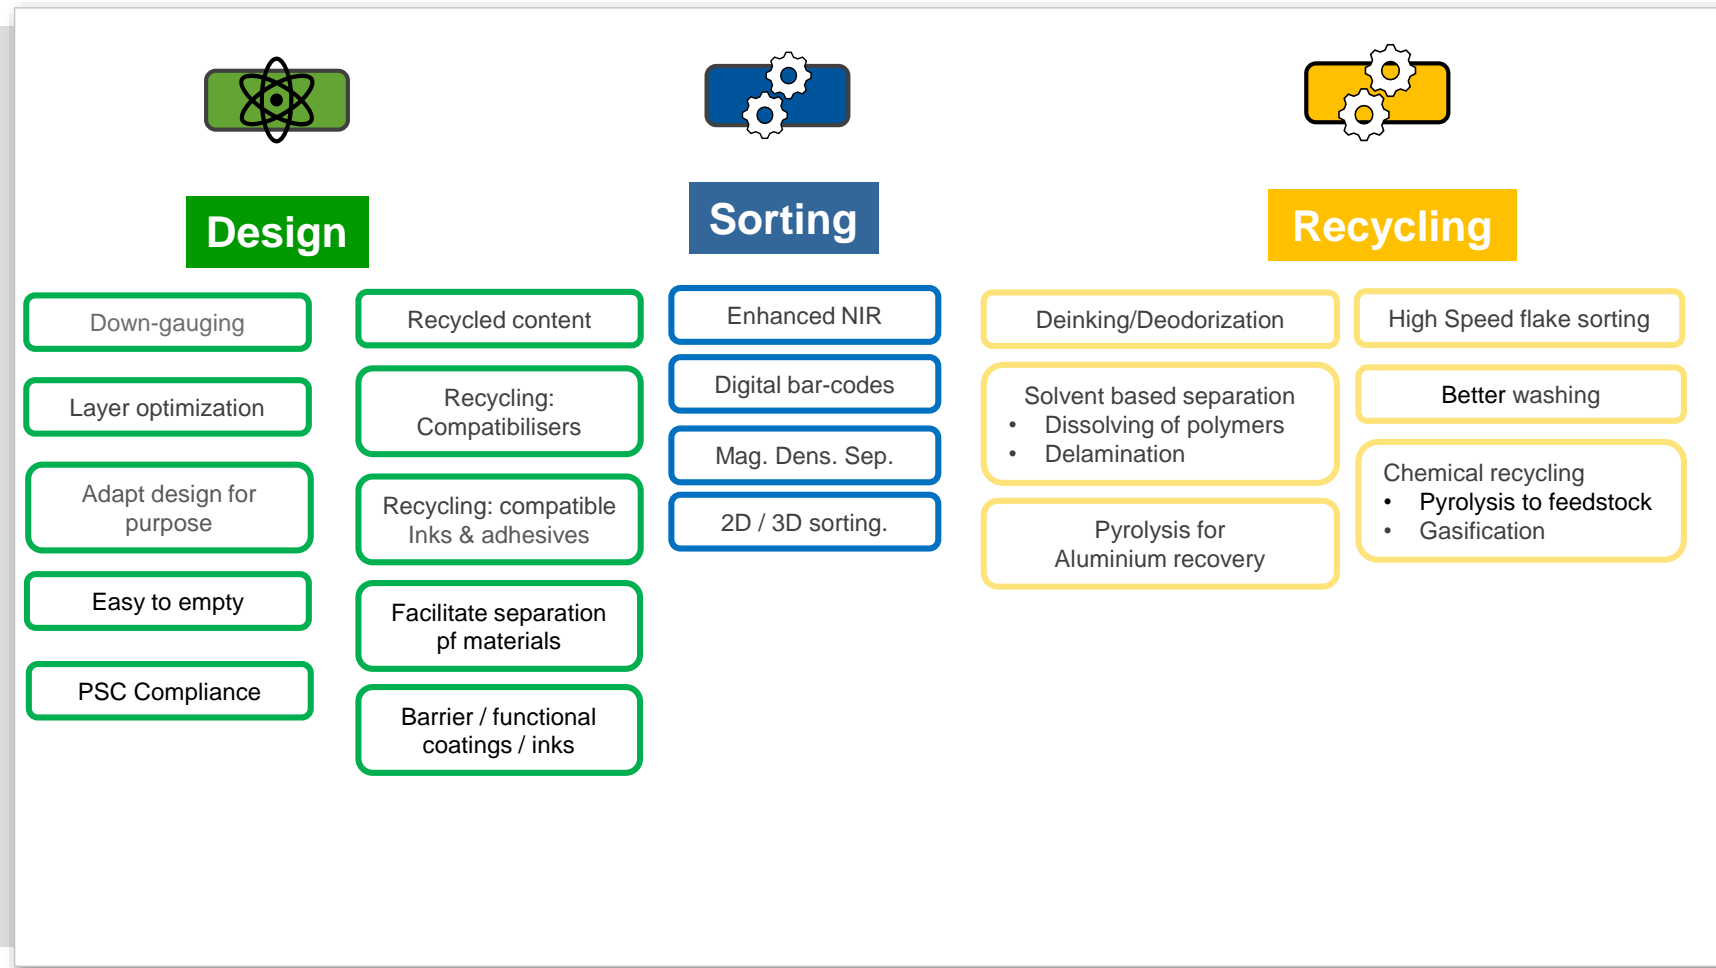 Design
Down-gauging
Layer optimization
Adapt design for
purpose
Easy to empty
PSC Compliance
Recycled content
Recycling:
Compatibilisers
Recycling: compatible
Inks & adhesives
Facilitate separation
pf materials
Barrier / functional
coatings / inks
Sorting
Enhanced NIR
Digital bar-codes
Mag. Dens. Sep.
2D / 3D sorting.
Recycling
Deinking/Deodorization
Solvent based separation
• Dissolving of polymers
• Delamination
Pyrolysis for
Aluminium recovery
High Speed flake sorting
Better washing
Chemical recycling
• Pyrolysis to feedstock
• Gasification